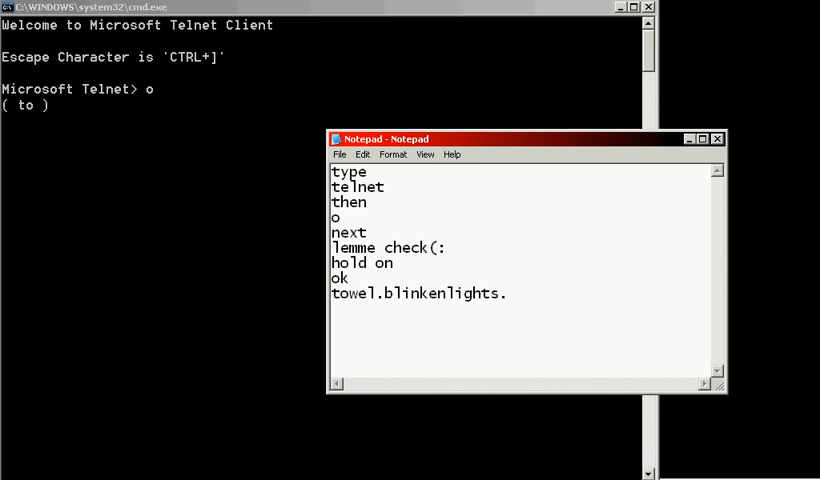 C:\WINDOWS\system32\cmd.exe
Welcome to Microsoft Telnet Client
Escape Character is 'CTRL+]'
Microsoft Telnet> o
( to )
Notepad - Notepad
File Edit Format View Help
type
telnet
then
o
next
lemme check(:
hold on
ok
towel.blinkenlights.